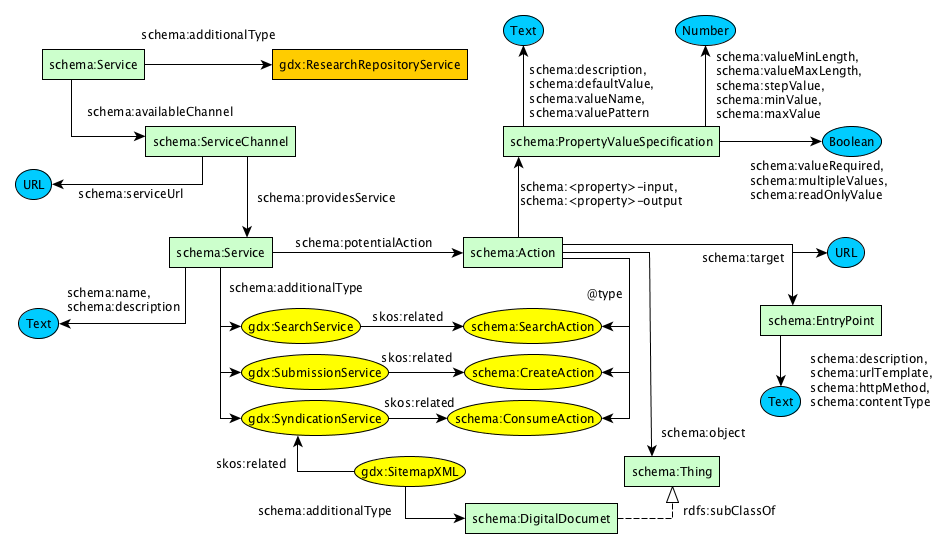 schema:additionalType
Text
Number
schema:Service
gdx:ResearchRepositoryService
schema:description,
schema:defaultValue,
schema:valueName,
schema:valuePattern
schema:valueMinLength,
schema:valueMaxLength,
schema:stepValue,
schema:minValue,
schema:maxValue
schema:availableChannel
schema:ServiceChannel
schema:PropertyValueSpecification
Boolean
schema:valueRequired,
schema:multipleValues,
schema:readOnlyValue
URL
schema:serviceUrl
schema:providesService
schema:<property>-input,
schema:<property>-output
schema:Service
schema:potentialAction
schema:Action
schema:target
URL
schema:name,
schema:description
Text
schema:additionalType
@type
gdx:SearchService
skos:related
schema:SearchAction
schema:EntryPoint
gdx:SubmissionService
skos:related
schema:CreateAction
schema:description,
schema:urlTemplate,
schema:httpMethod,
schema:contentType
Text
gdx:SyndicationService
skos:related
schema:ConsumeAction
schema:object
skos:related
gdx:SitemapXML
schema:Thing
schema:additionalType
schema:DigitalDocumet
rdfs:subClassOf